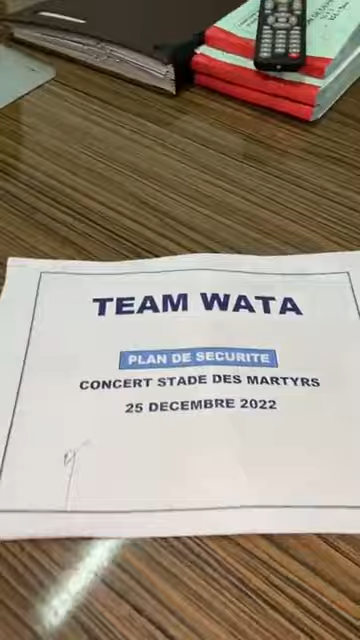 TEAM WATA
PLAN DE SECURITE
CONCERT STADE DES MARTYRS
25 DECEMBRE 2022